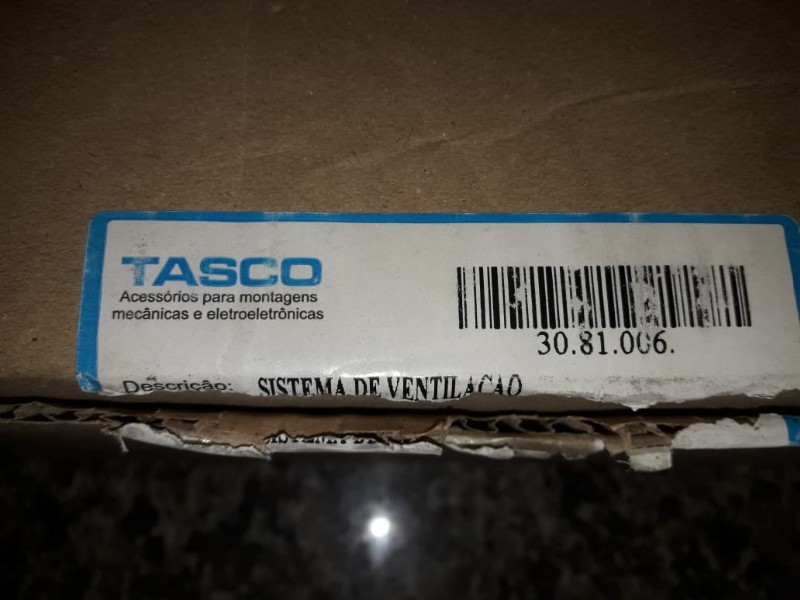 TASCO
Acessórios para montagens
mecânicas e eletroeletrônicas
30.81.006.
Descrição: SISTEMA DE VENTILAÇÃO